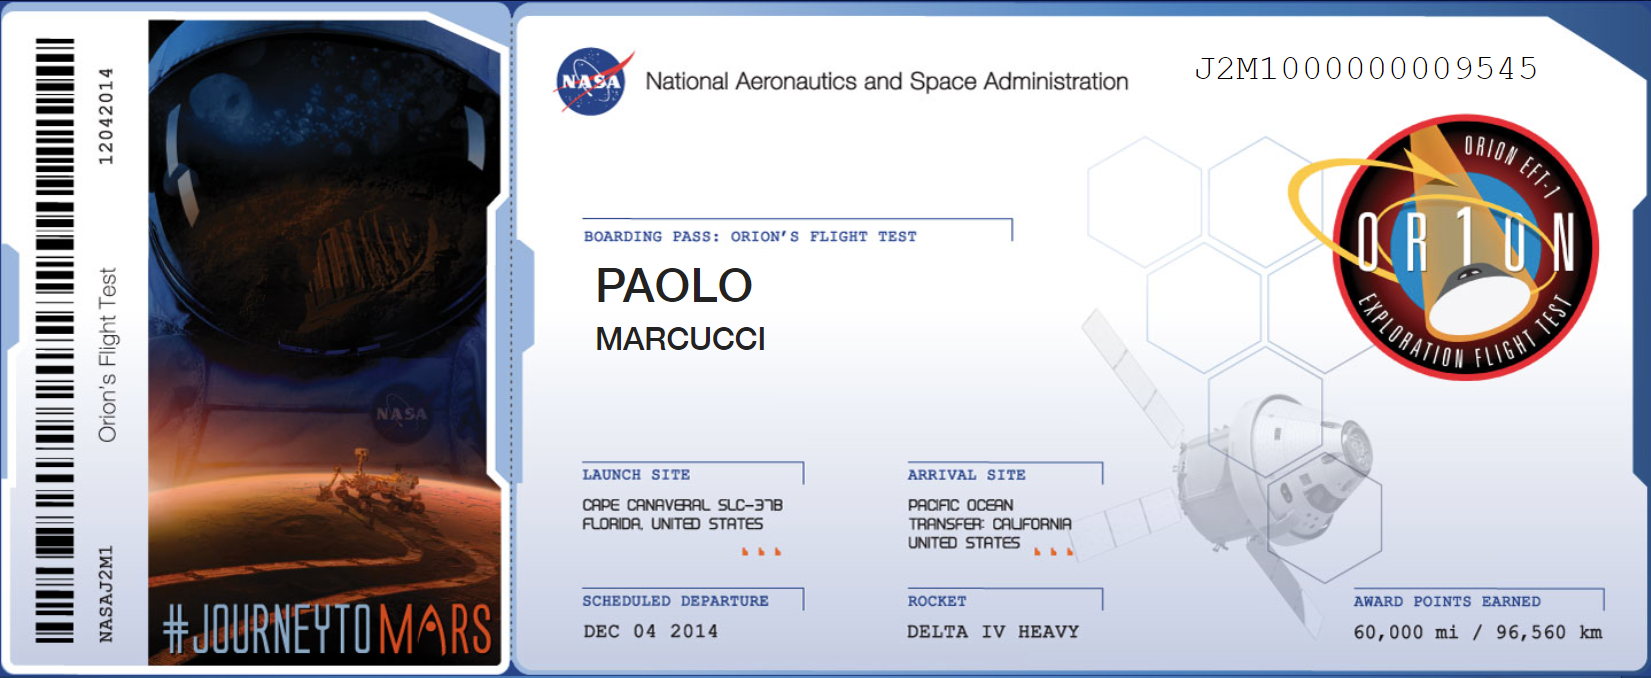 12042014
Orion's Flight Test
NASAJ2M1
NASA
#JOURNEYTOMARS
NASA
National Aeronautics and Space Administration
J2M1000000009545
ORION EFT-1
OR1ON
EXPLORATION FLIGHT TEST
BOARDING PASS: ORION'S FLIGHT TEST
PAOLO
MARCUCCI
LAUNCH SITE
CAPE CANAVERAL SLC-37B
FLORIDA, UNITED STATES
ARRIVAL SITE
PACIFIC OCEAN
TRANSFER: CALIFORNIA
UNITED STATES
SCHEDULED DEPARTURE
DEC 04 2014
ROCKET
DELTA IV HEAVY
AWARD POINTS EARNED
60,000 mi / 96,560 km